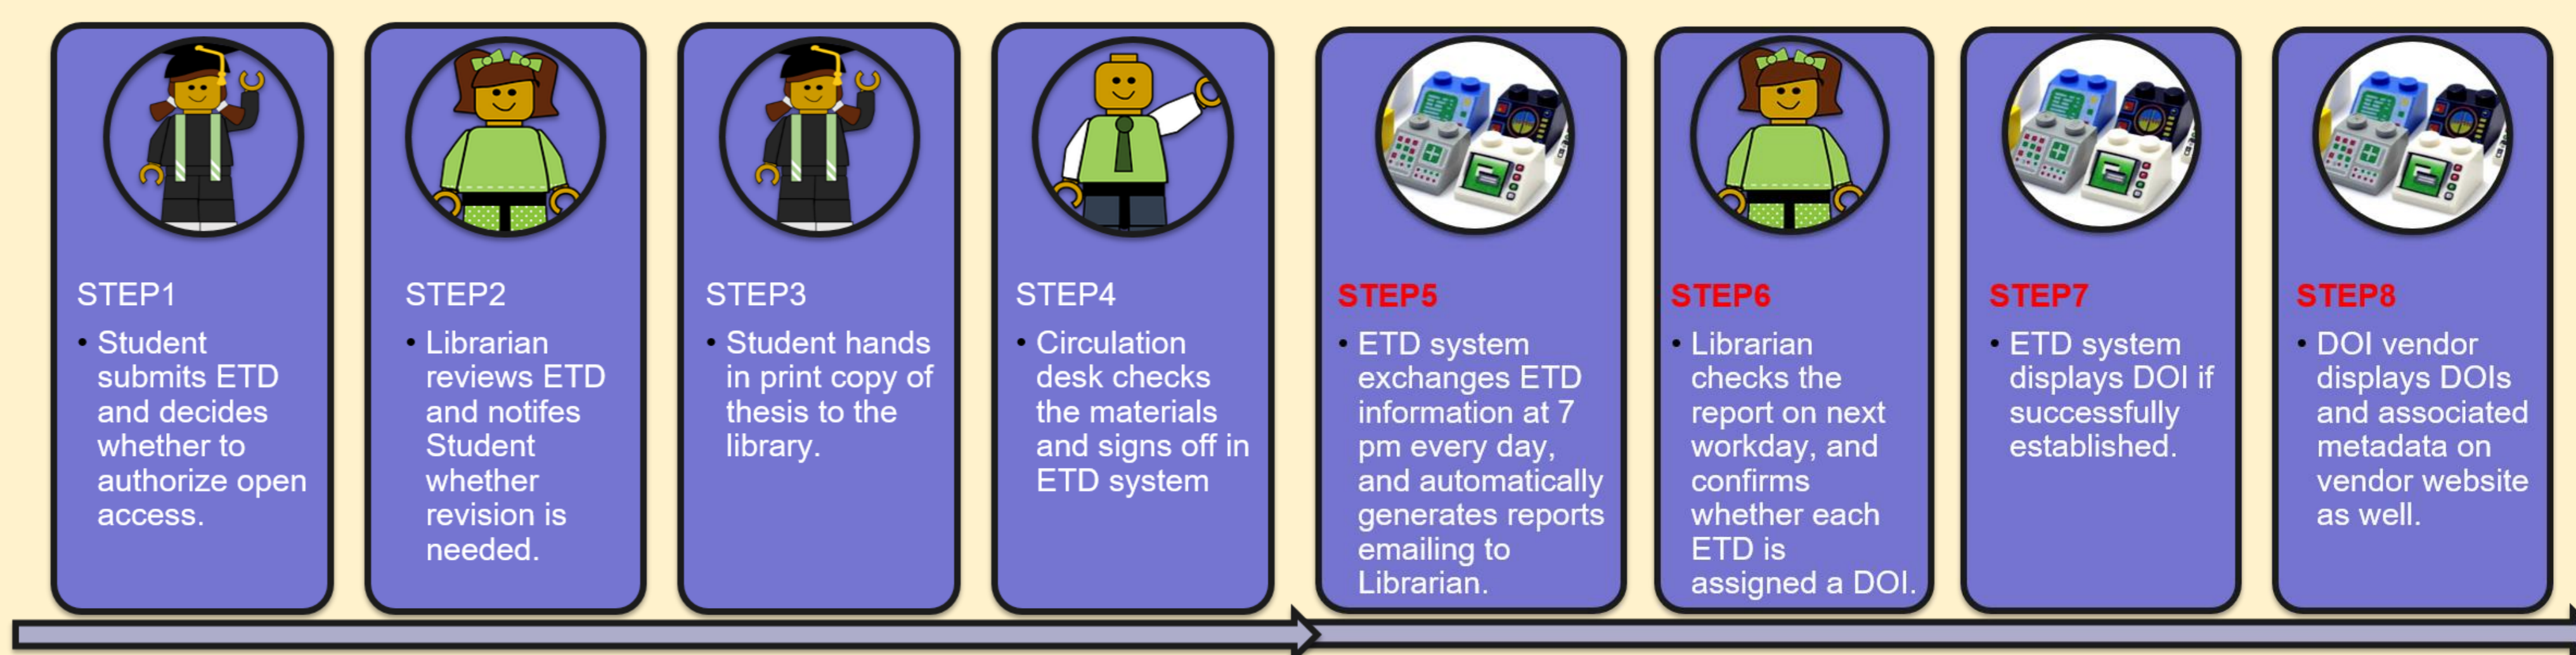 STEP1
• Student
submits ETD
and decides
whether to
authorize open
access.
STEP2
• Librarian
reviews ETD
and notifes
Student
whether
revision is
needed.
STEP3
• Student hands
in print copy of
thesis to the
library.
STEP4
• Circulation
desk checks
the materials
and signs off in
ETD system
STEP5
• ETD system
exchanges ETD
information at 7
pm every day,
and automatically
generates reports
emailing to
Librarian.
STEP6
• Librarian
checks the
report on next
workday, and
confirms
whether each
ETD is
assigned a DOI.
STEP7
• ETD system
displays DOI if
successfully
established.
STEP8
• DOI vendor
displays DOIs
and associated
metadata on
vendor website
as well.